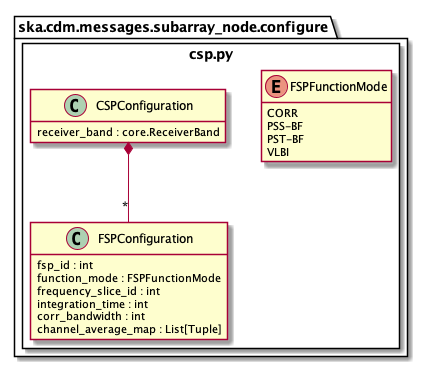 ska.cdm.messages.subarray_node.configure
csp.py
C CSPConfiguration
receiver_band : core.ReceiverBand
E FSPFunctionMode
CORR
PSS-BF
PST-BF
VLBI
*
C FSPConfiguration
fsp_id : int
function_mode : FSPFunctionMode
frequency_slice_id : int
integration_time : int
corr_bandwidth : int
channel_average_map : List[Tuple]